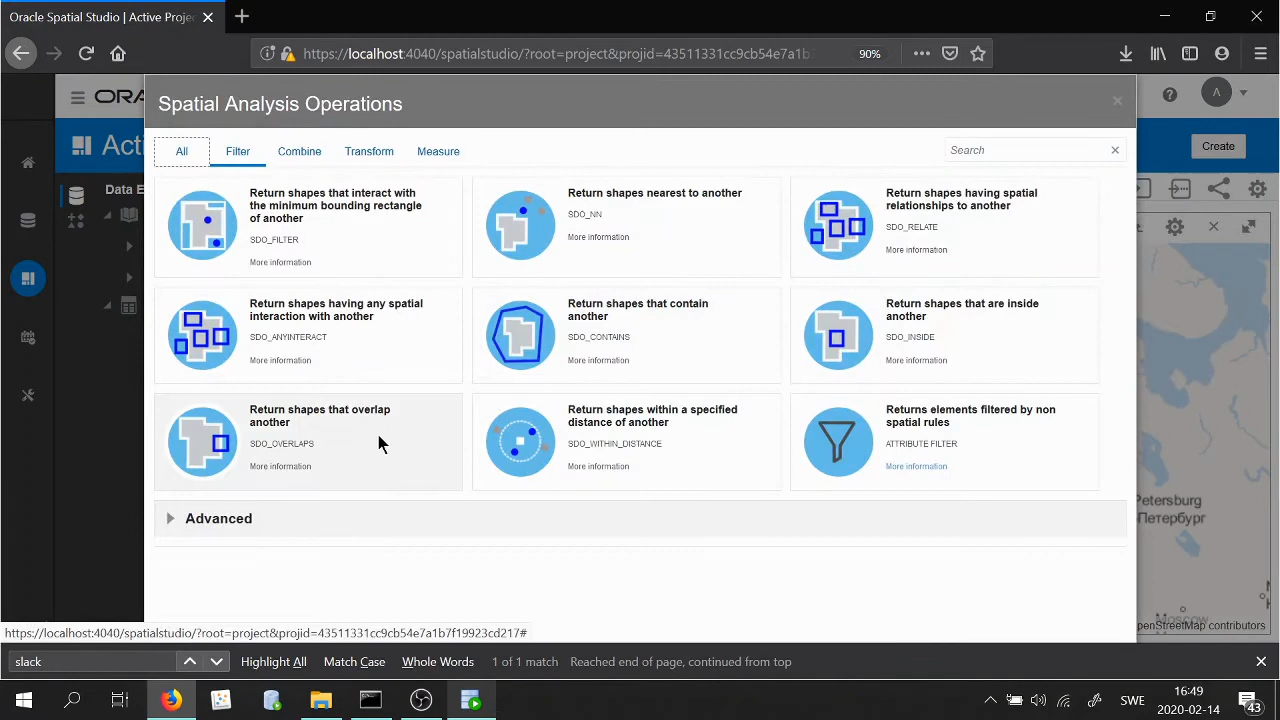 Oracle Spatial Studio | Active Proje
https://localhost:4040/spatialstudio/?root=project&projid=43511331cc9cb54e7a1b7
90%
Spatial Analysis Operations
ORA
A
Acti
Create
All
Filter
Combine
Transform
Measure
Search
Data E
Return shapes that interact with
the minimum bounding rectangle
of another
SDO_FILTER
More information
Return shapes nearest to another
SDO_NN
More information
Return shapes having spatial
relationships to another
SDO_RELATE
More information
Return shapes having any spatial
interaction with another
SDO_ANYINTERACT
More information
Return shapes that contain
another
SDO_CONTAINS
More information
Return shapes that are inside
another
SDO_INSIDE
More information
Return shapes that overlap
another
SDO_OVERLAPS
More information
Return shapes within a specified
distance of another
SDO_WITHIN_DISTANCE
More information
Returns elements filtered by non
spatial rules
ATTRIBUTE FILTER
More information
Petersburg
Петербург
Advanced
Moscow
penStreetMap contributors
https://localhost:4040/spatialstudio/?root=project&projid=43511331cc9cb54e7a1b7f19923cd217#
slack
Highlight All
Match Case
Whole Words
1 of 1 match
Reached end of page, continued from top
SWE
16:49
2020-02-14
43